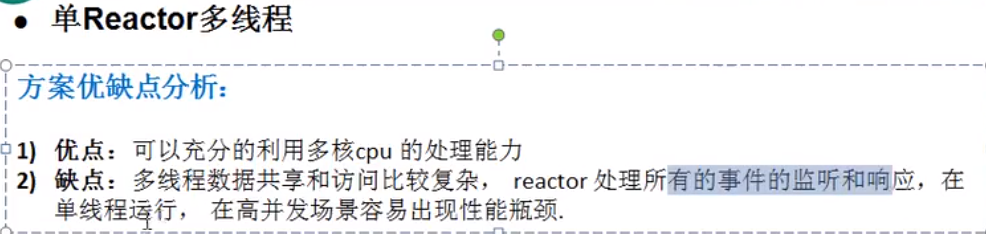 ● 单Reactor多线程
方案优缺点分析：
1) 优点：可以充分的利用多核cpu 的处理能力
2) 缺点：多线程数据共享和访问比较复杂， reactor 处理所有的事件的监听和响应，在
单线程运行， 在高并发场景容易出现性能瓶颈.